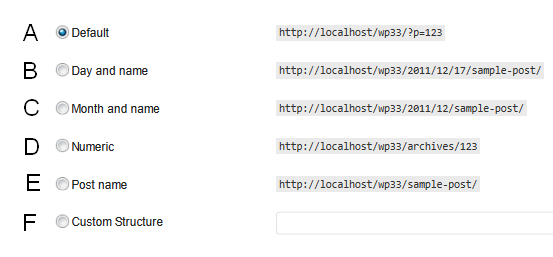 A Default http://localhost/wp33/?p=123
B Day and name http://localhost/wp33/2011/12/17/sample-post/
C Month and name http://localhost/wp33/2011/12/sample-post/
D Numeric http://localhost/wp33/archives/123
E Post name http://localhost/wp33/sample-post/
F Custom Structure